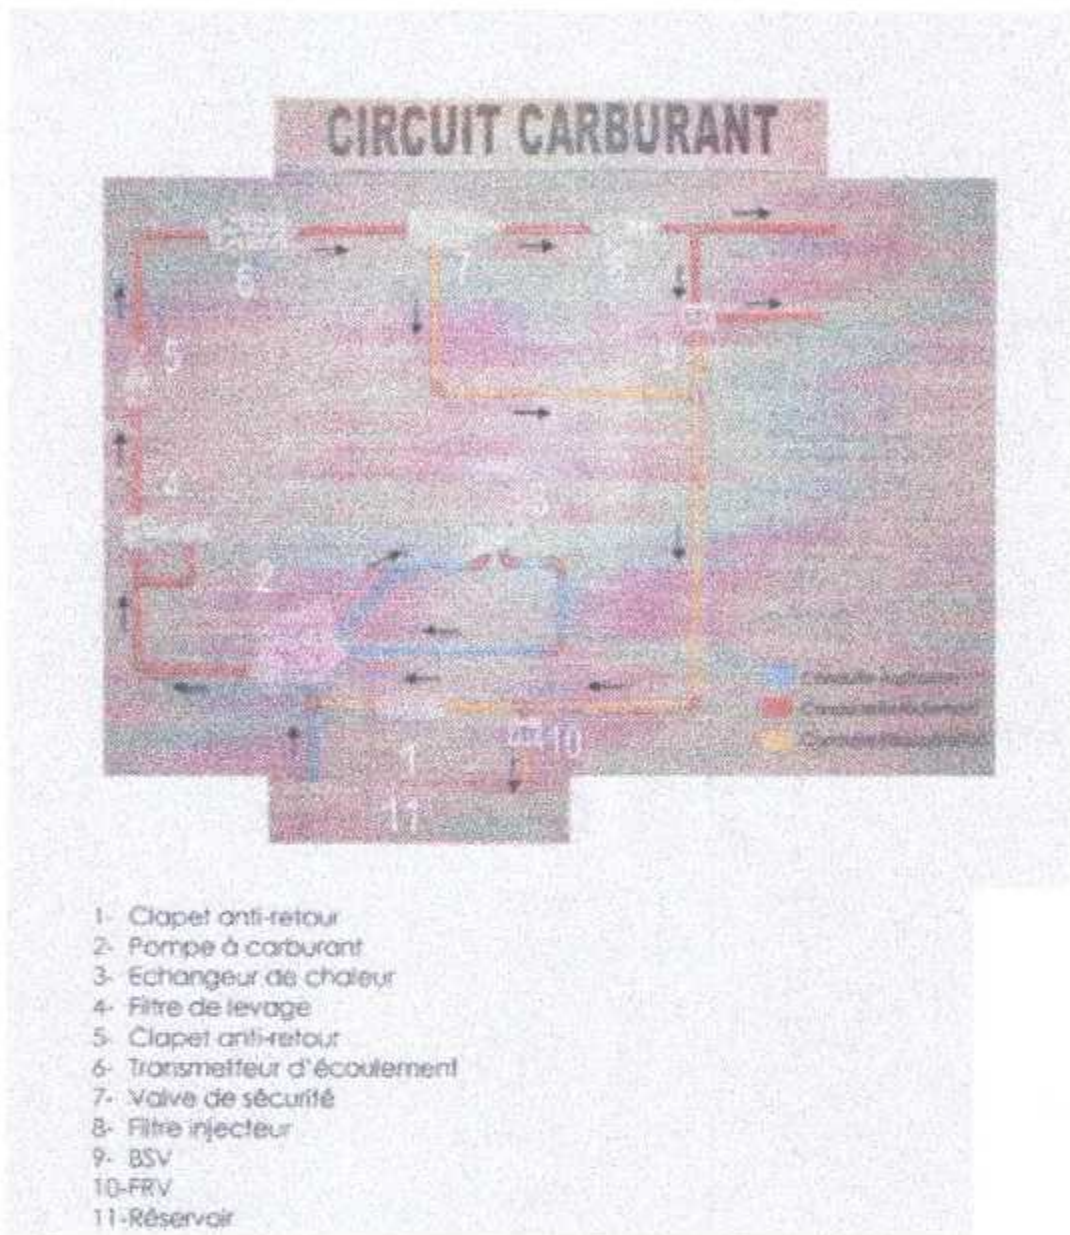 CIRCUIT CARBURANT
6
7
5
4
3
2
10
1
11
1- Clapet anti-retour
2- Pompe à carburant
3- Echangeur de chaleur
4- Filtre de levage
5- Clapet anti-retour
6- Transmetteur d'écoulement
7- Valve de sécurité
8- Filtre injecteur
9- BSV
10-FRV
11-Réservoir